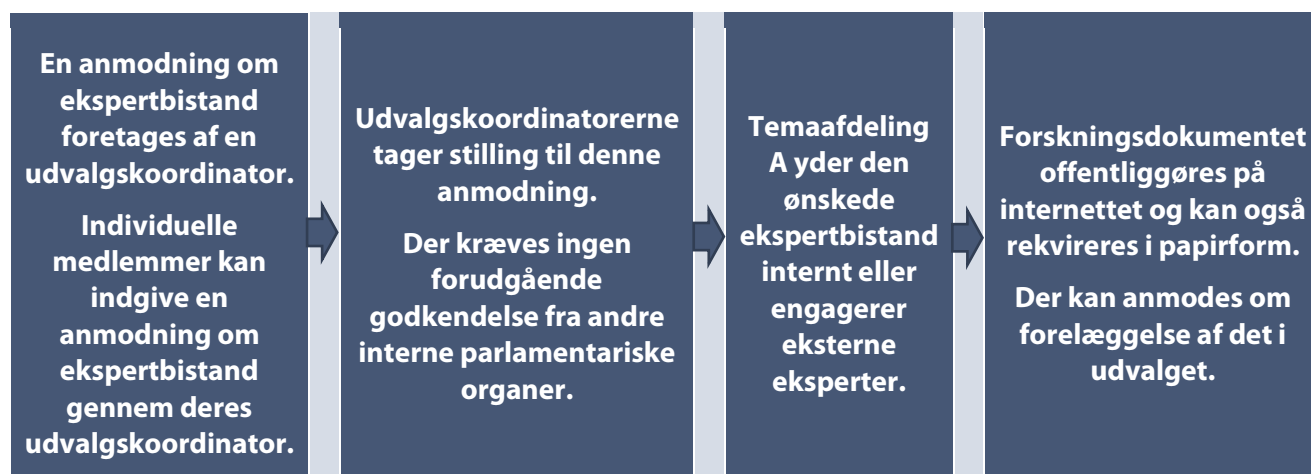 En anmodning om
ekspertbistand
foretages af en
udvalgskoordinator.
Individuelle
medlemmer kan
indgive en
anmodning om
ekspertbistand
gennem deres
udvalgskoordinator.
Udvalgskoordinatorerne
tager stilling til denne
anmodning.
Der kræves ingen
forudgående
godkendelse fra andre
interne parlamentariske
organer.
Temaafdeling
A yder den
ønskede
ekspertbistand
internt eller
engagerer
eksterne
eksperter.
Forskningsdokumentet
offentliggøres på
internettet og kan også
rekvireres i papirform.
Der kan anmodes om
forelæggelse af det i
udvalget.